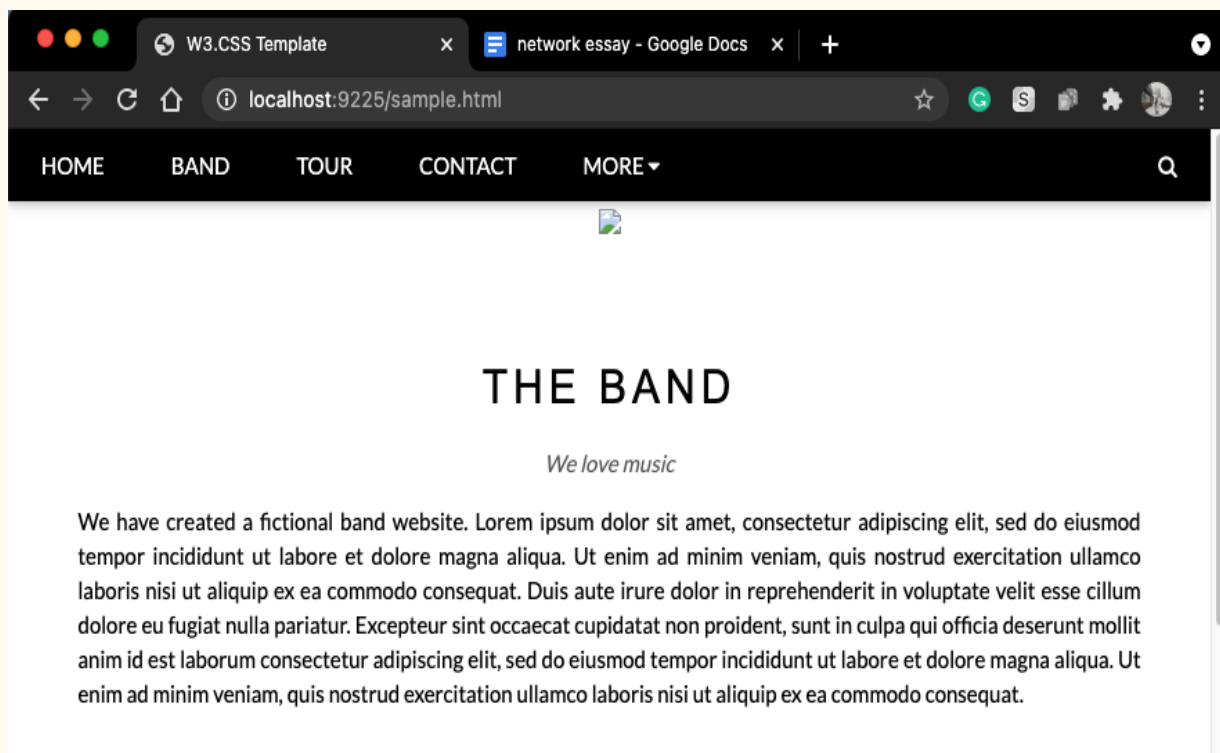 W3.CSS Template
network essay - Google Docs
localhost:9225/sample.html
G
S
HOME BAND TOUR CONTACT MORE
THE BAND
We love music
We have created a fictional band website. Lorem ipsum dolor sit amet, consectetur adipiscing elit, sed do eiusmod
tempor incididunt ut labore et dolore magna aliqua. Ut enim ad minim veniam, quis nostrud exercitation ullamco
laboris nisi ut aliquip ex ea commodo consequat. Duis aute irure dolor in reprehenderit in voluptate velit esse cillum
dolore eu fugiat nulla pariatur. Excepteur sint occaecat cupidatat non proident, sunt in culpa qui officia deserunt mollit
anim id est laborum consectetur adipiscing elit, sed do eiusmod tempor incididunt ut labore et dolore magna aliqua. Ut
enim ad minim veniam, quis nostrud exercitation ullamco laboris nisi ut aliquip ex ea commodo consequat.